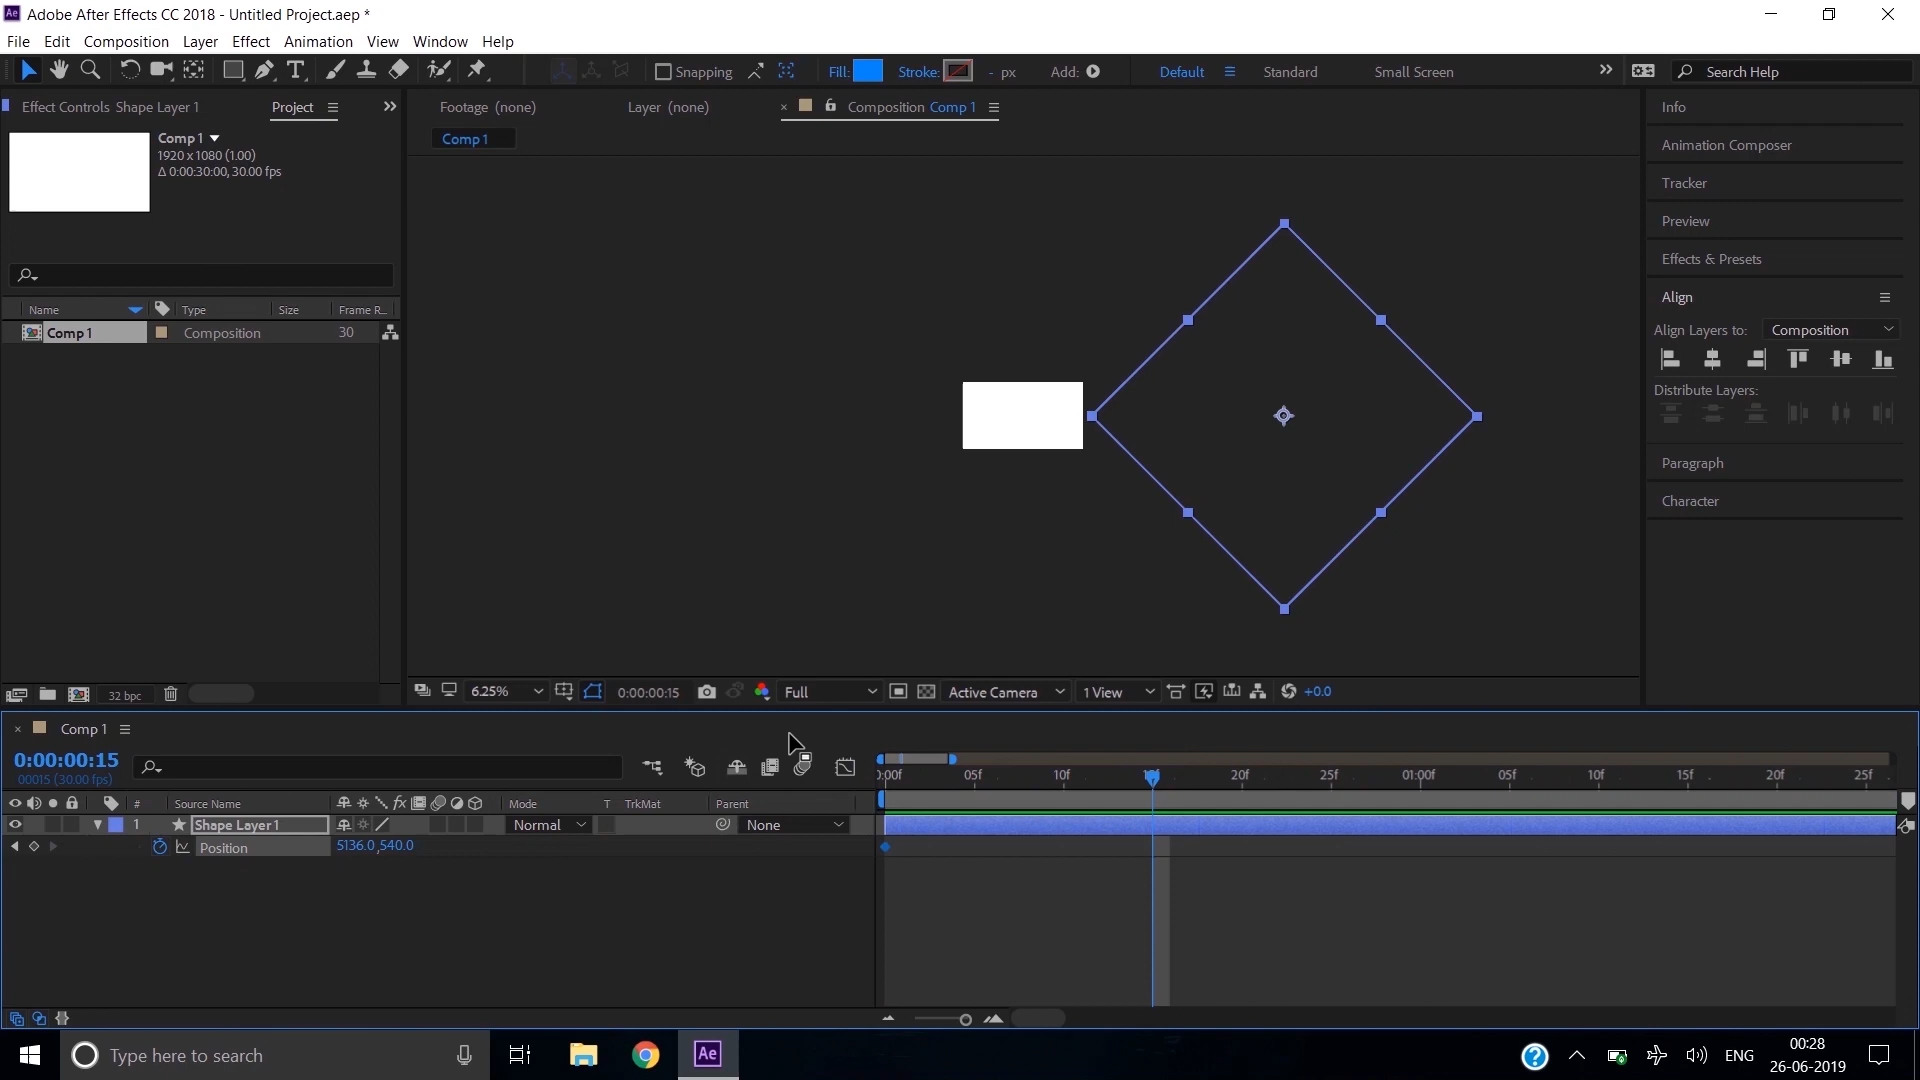 Ae Adobe After Effects CC 2018 - Untitled Project.aep *
File Edit Composition Layer Effect Animation View Window Help
Snapping Fill: Stroke: - px Add: Default Standard Small Screen Search Help
Effect Controls Shape Layer 1 Project Footage (none) Layer (none) × Composition Comp 1 Info
Comp 1
1920 x 1080 (1.00)
Δ 0:00:30:00, 30.00 fps
Comp 1
Animation Composer
Tracker
Preview
Effects & Presets
Align
Align Layers to: Composition
Distribute Layers:
Paragraph
Character
Name Type Size Frame R...
Comp 1 Composition 30
32 bpc 6.25% 0:00:00:15 Full Active Camera 1 View +0.0
× Comp 1
0:00:00:15
00015 (30.00 fps)
0:00f 05f 10f 15f 20f 25f 01:00f 05f 10f 15f 20f 25f
# Source Name Mode T TrkMat Parent
1 Shape Layer 1 Normal None
Position 5136.0,540.0
Type here to search Ae ENG 00:28
26-06-2019